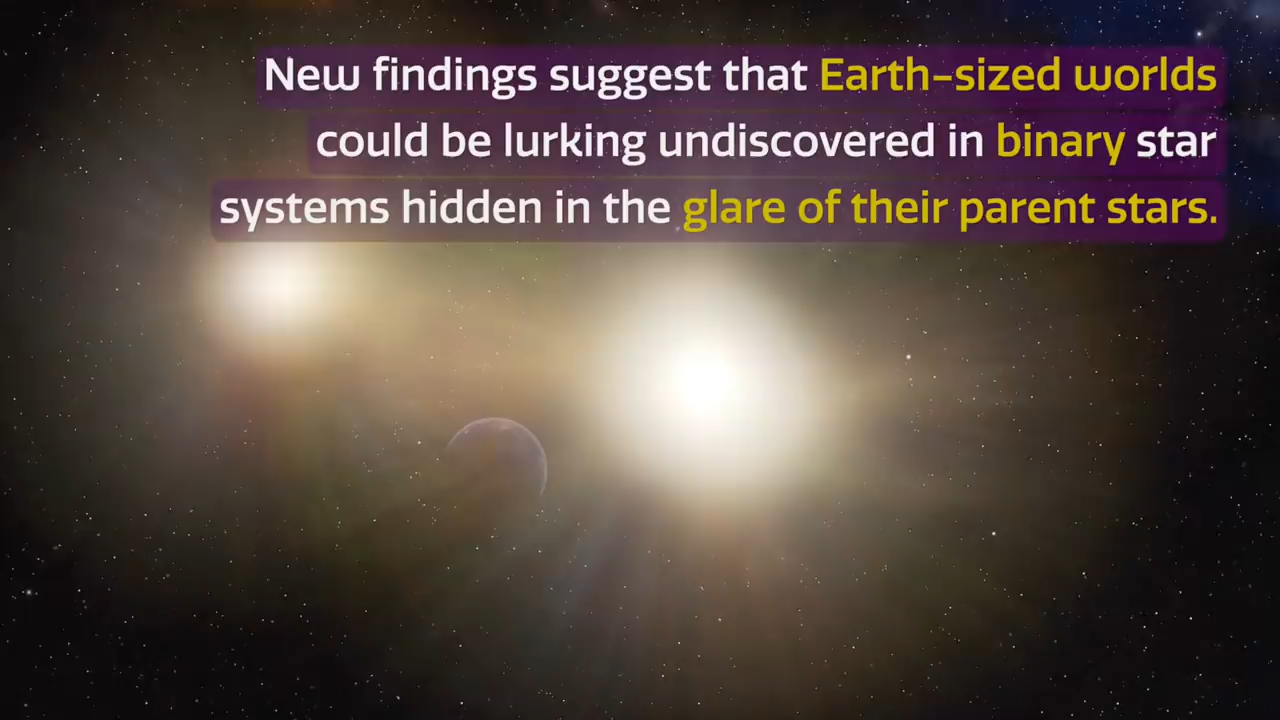 New findings suggest that Earth-sized worlds
could be lurking undiscovered in binary star
systems hidden in the glare of their parent stars.